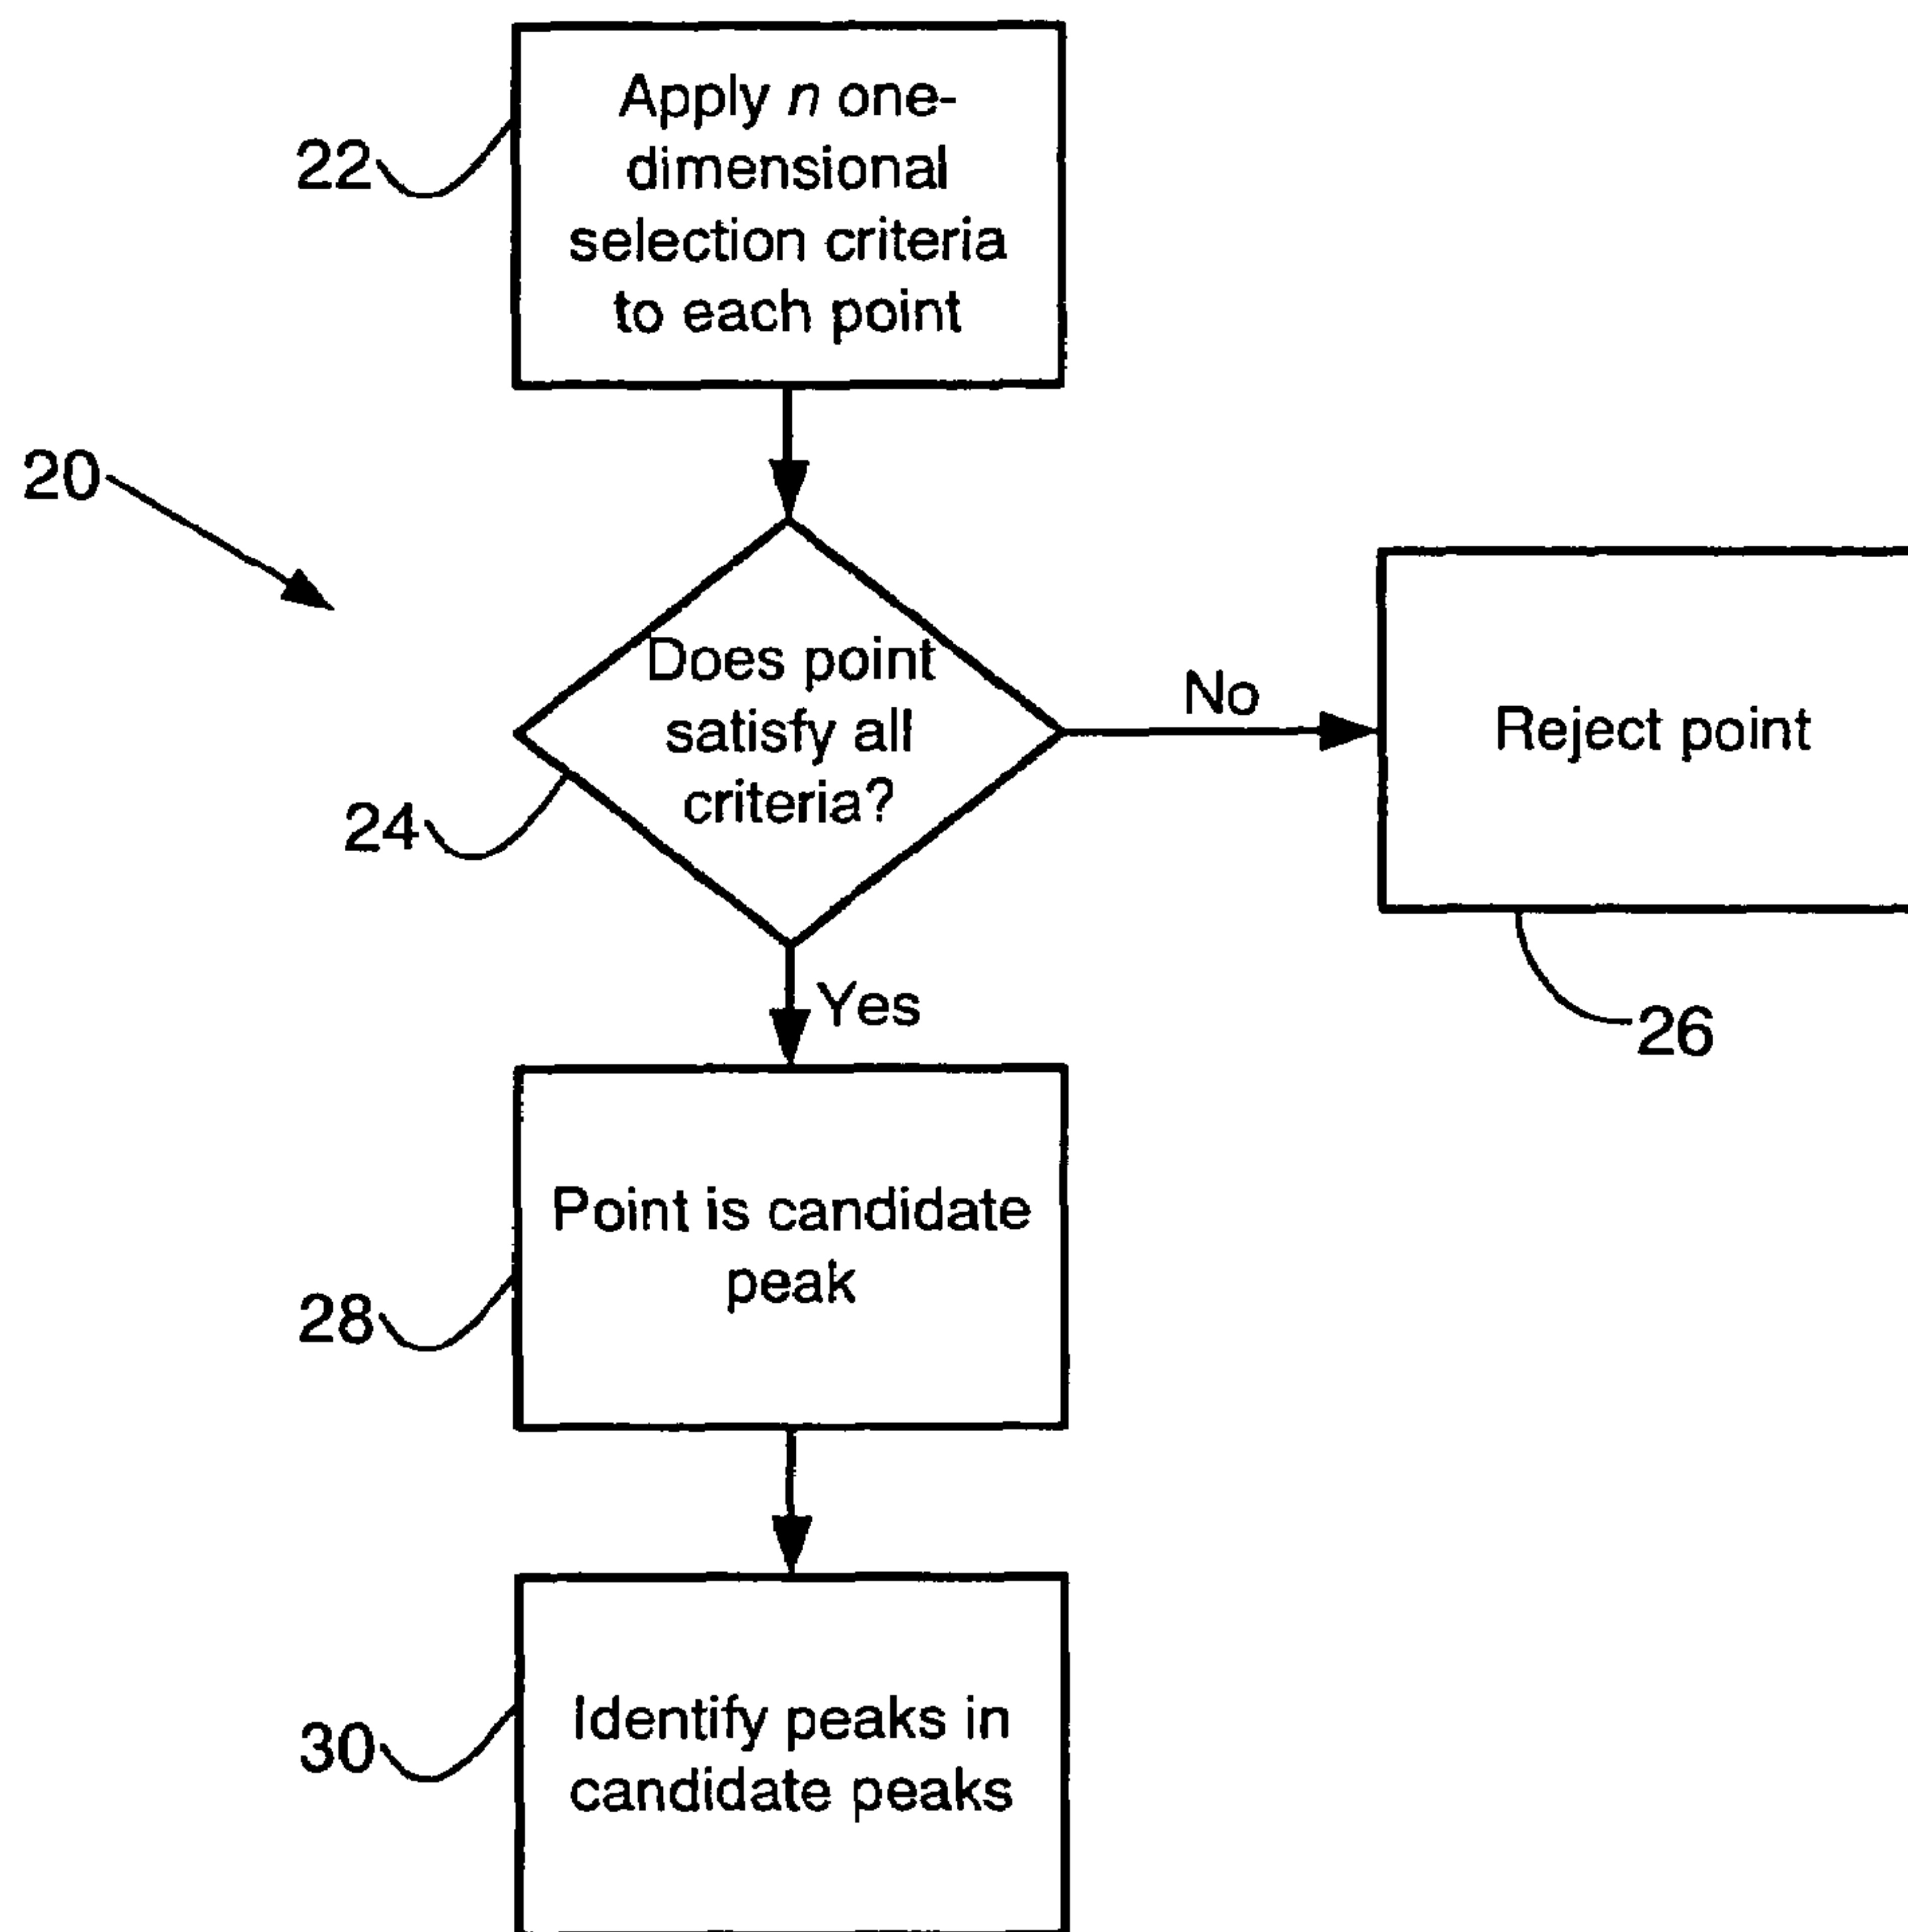 Apply n one-
dimensional
selection criteria
to each point
22
20
Does point
satisfy all
criteria?
24
No
Reject point
26
Yes
Point is candidate
peak
28
Identify peaks in
candidate peaks
30